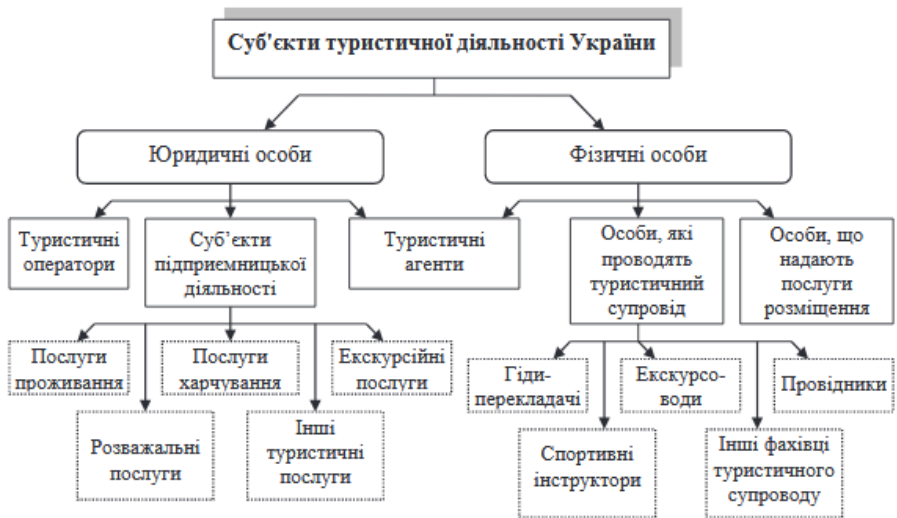 Суб'єкти туристичної діяльності України
Юридичні особи
Фізичні особи
Туристичні
оператори
Суб’єкти
підприємницької
діяльності
Туристичні
агенти
Особи, які
проводять
туристичний
супровід
Особи, що
надають
послуги
розміщення
Послуги
проживання
Послуги
харчування
Екскурсійні
послуги
Гіди-
перекладачі
Екскурсо-
води
Провідники
Розважальні
послуги
Інші
туристичні
послуги
Спортивні
інструктори
Інші фахівці
туристичного
супроводу